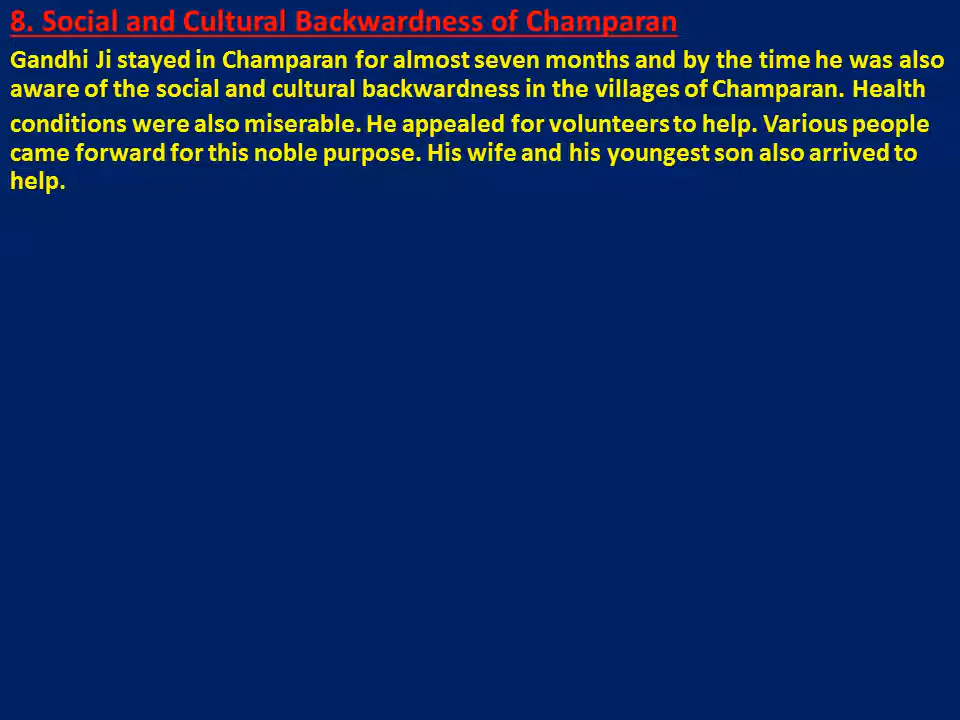 8. Social and Cultural Backwardness of Champaran
Gandhi Ji stayed in Champaran for almost seven months and by the time he was also
aware of the social and cultural backwardness in the villages of Champaran. Health
conditions were also miserable. He appealed for volunteers to help. Various people
came forward for this noble purpose. His wife and his youngest son also arrived to
help.